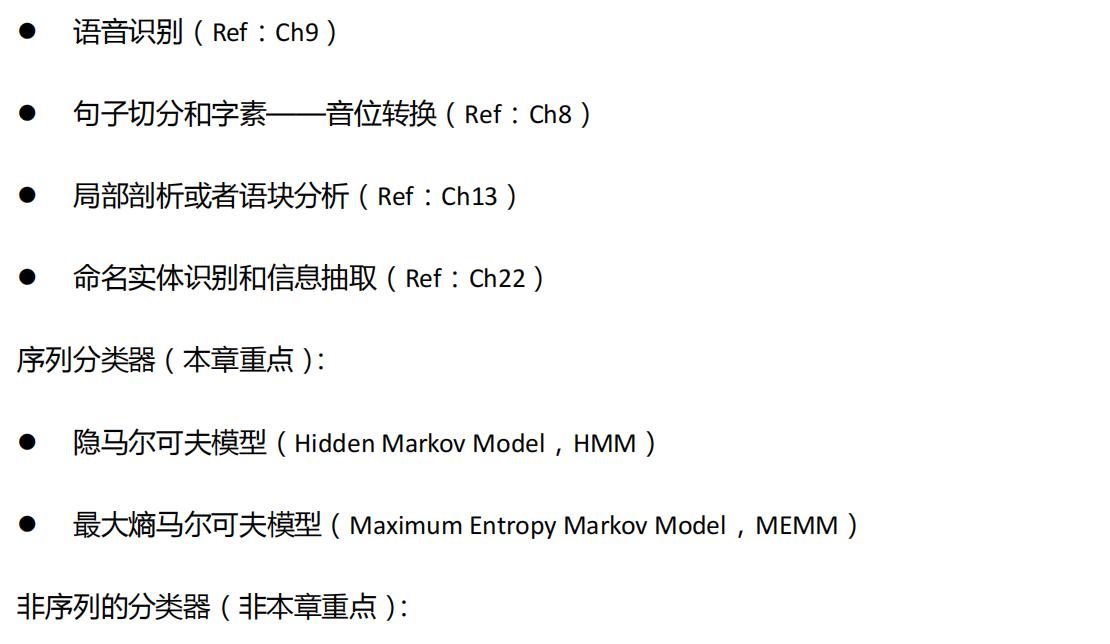 ● 语音识别（Ref：Ch9）
● 句子切分和字素——音位转换（Ref：Ch8）
● 局部剖析或者语块分析（Ref：Ch13）
● 命名实体识别和信息抽取（Ref：Ch22）
序列分类器（本章重点）：
● 隐马尔可夫模型（Hidden Markov Model，HMM）
● 最大熵马尔可夫模型（Maximum Entropy Markov Model，MEMM）
非序列的分类器（非本章重点）：